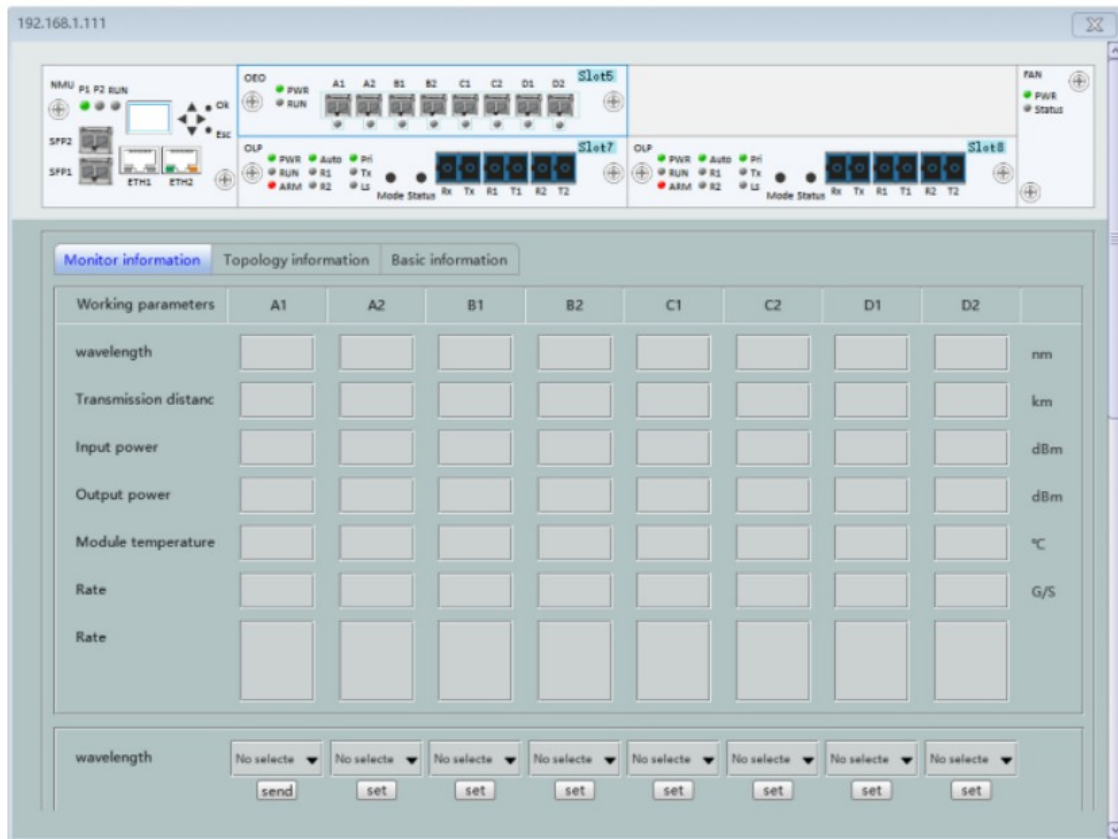 192.168.1.111
NMU P1 P2 RUN
Ok
Esc
SFP2
SFP1
ETH1 ETH2
OEO PWR RUN A1 A2 B1 B2 C1 C2 D1 D2 Slot5
FAN
PWR
Status
OLP Slot7
PWR Auto Pri
RUN R1 Tx
ARM R2 LS
Mode Status Rx Tx R1 T1 R2 T2
OLP Slot8
PWR Auto Pri
RUN R1 Tx
ARM R2 LS
Mode Status Rx Tx R1 T1 R2 T2
Monitor information Topology information Basic information
Working parameters A1 A2 B1 B2 C1 C2 D1 D2
wavelength nm
Transmission distanc km
Input power dBm
Output power dBm
Module temperature ℃
Rate G/S
Rate
wavelength No selecte No selecte No selecte No selecte No selecte No selecte No selecte No selecte
send set set set set set set set